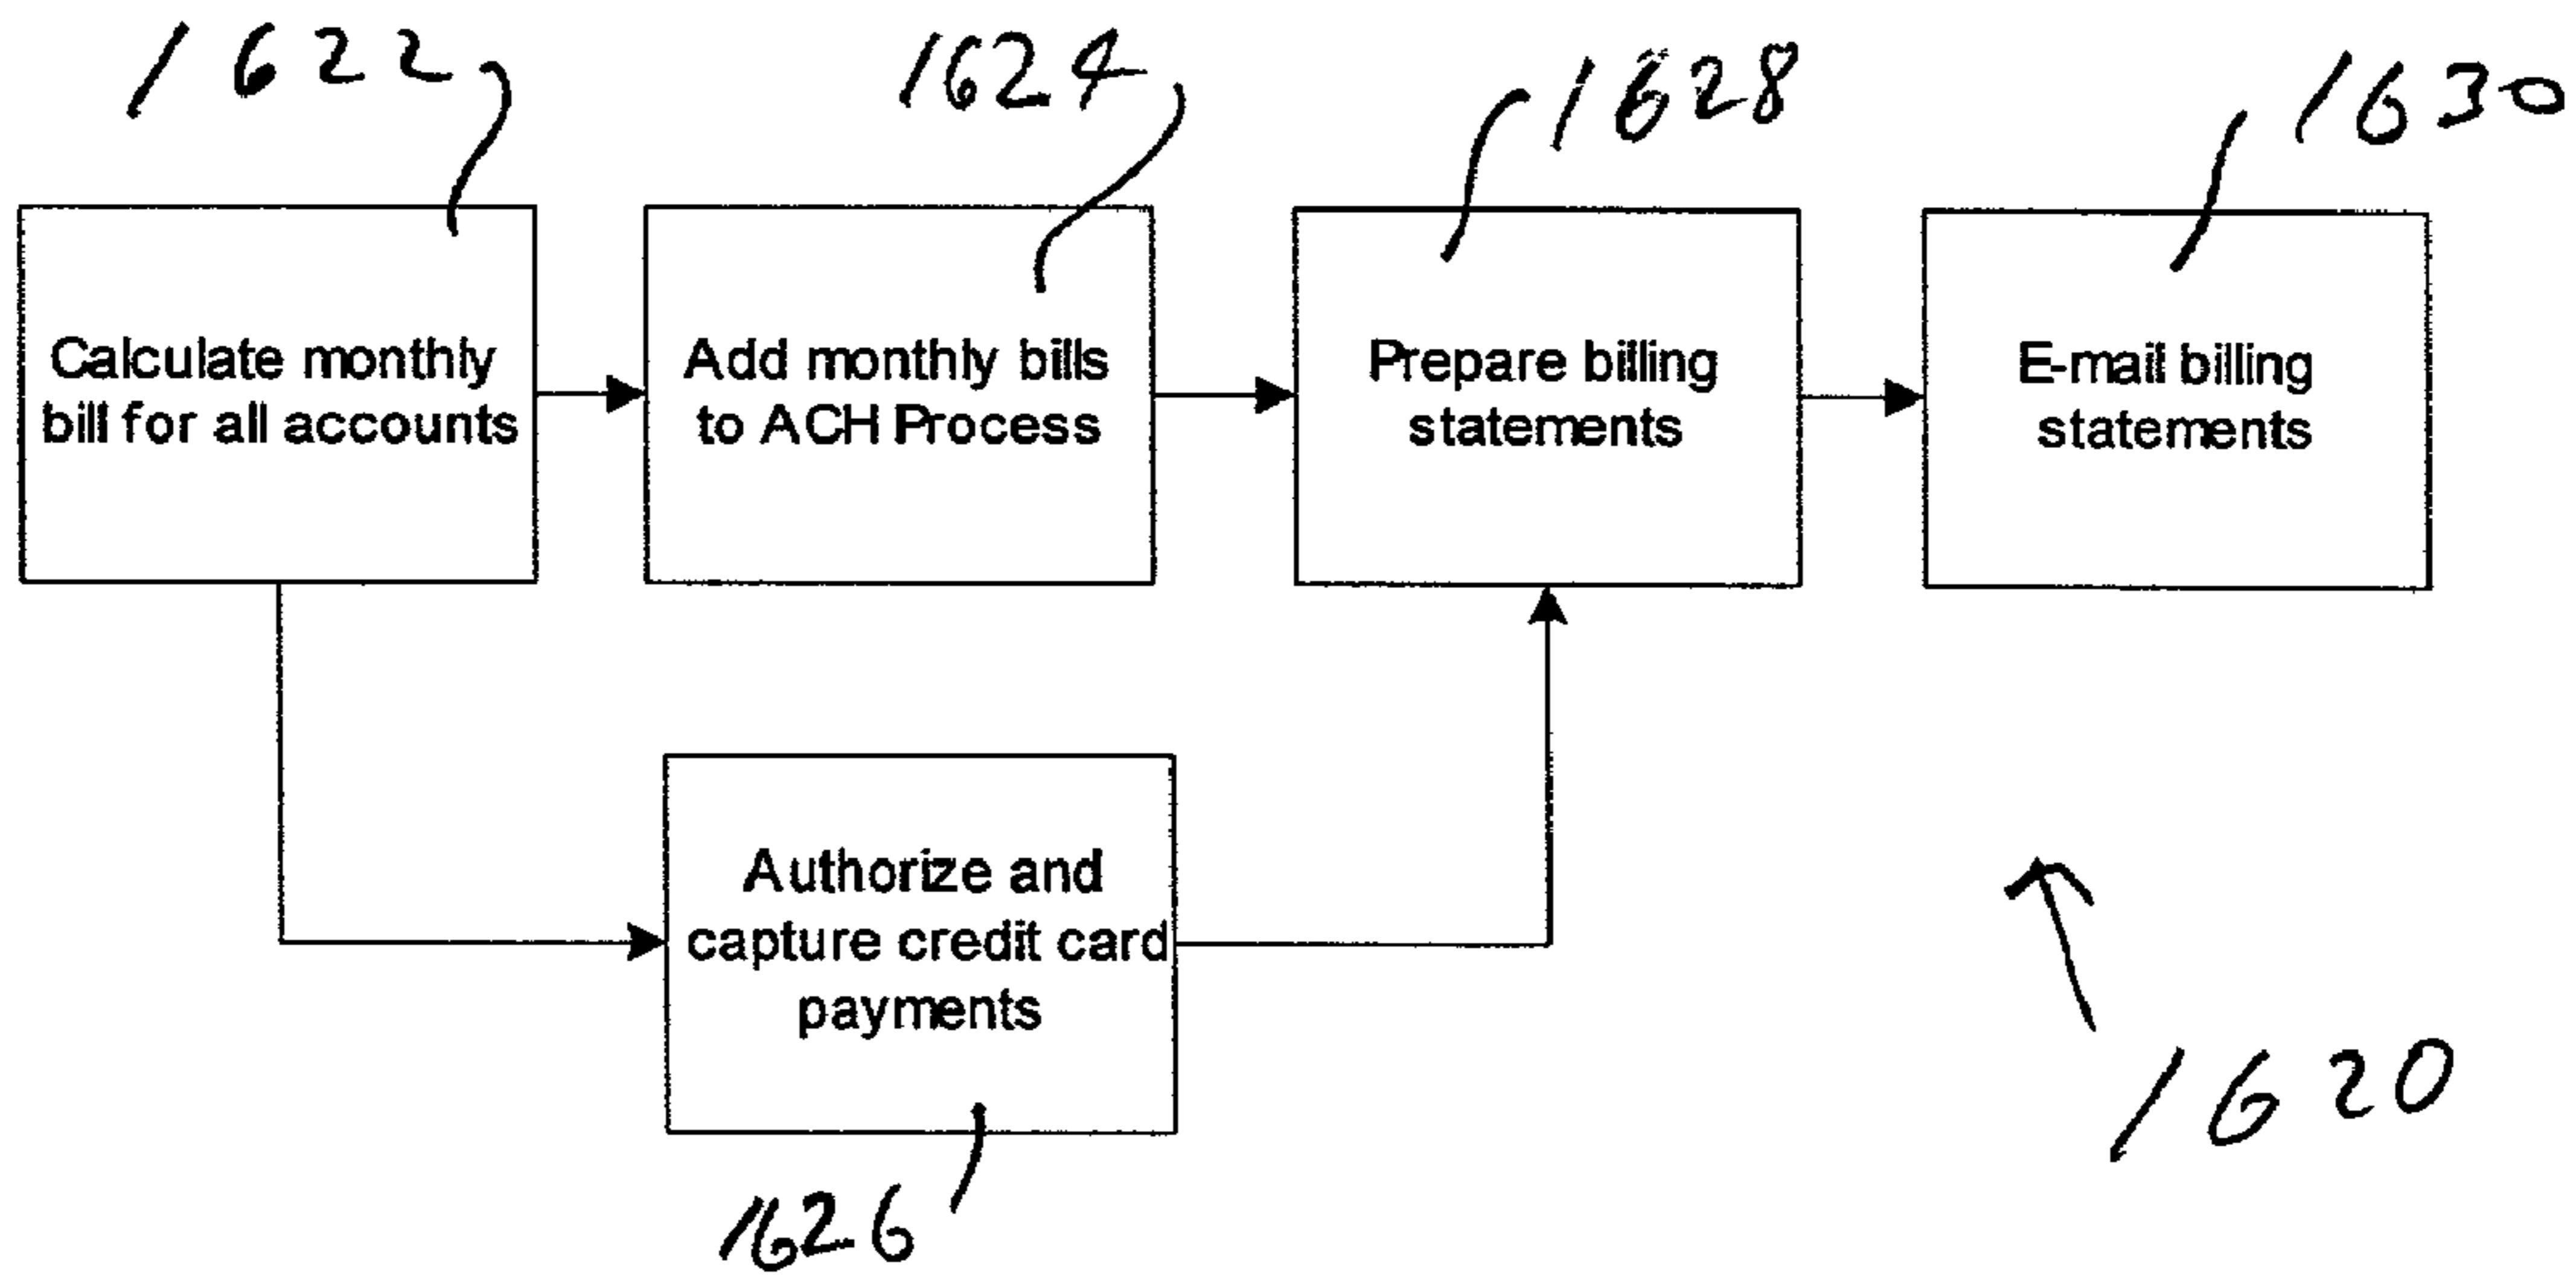 1622
1624
1628
1630
Calculate monthly
bill for all accounts
Add monthly bills
to ACH Process
Prepare billing
statements
E-mail billing
statements
Authorize and
capture credit card
payments
1626
1620